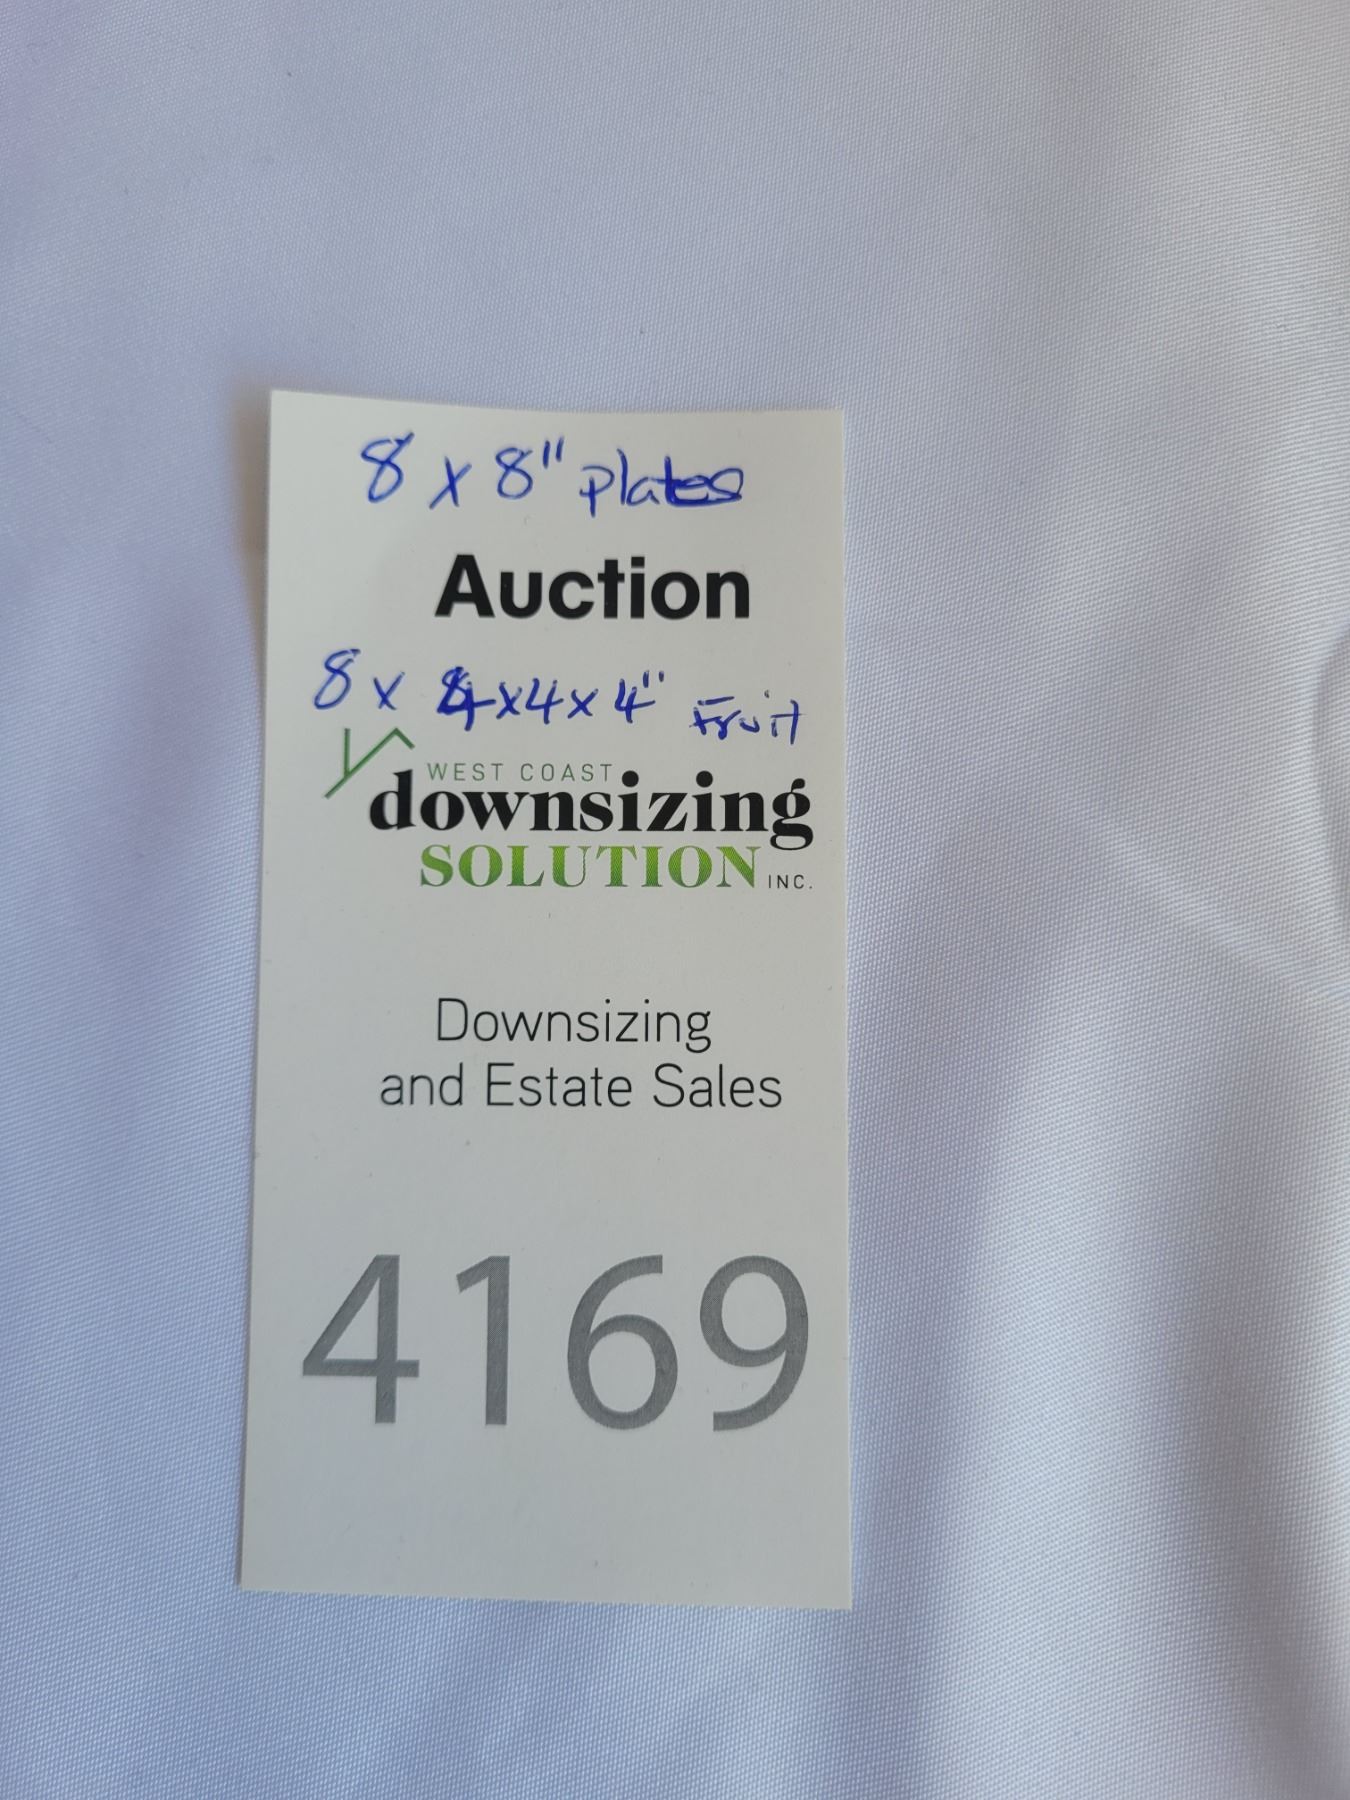 8 x 8" plates
Auction
8 x 4x4x4" Fruit
WEST COAST
downsizing
SOLUTION INC.
Downsizing
and Estate Sales
4169